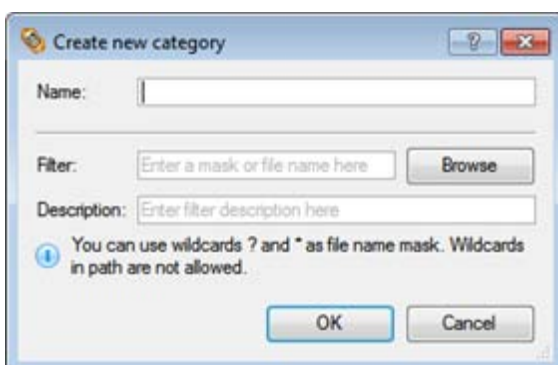 Create new category
Name:
Filter: Enter a mask or file name here Browse
Description: Enter filter description here
You can use wildcards ? and * as file name mask. Wildcards
in path are not allowed.
OK Cancel